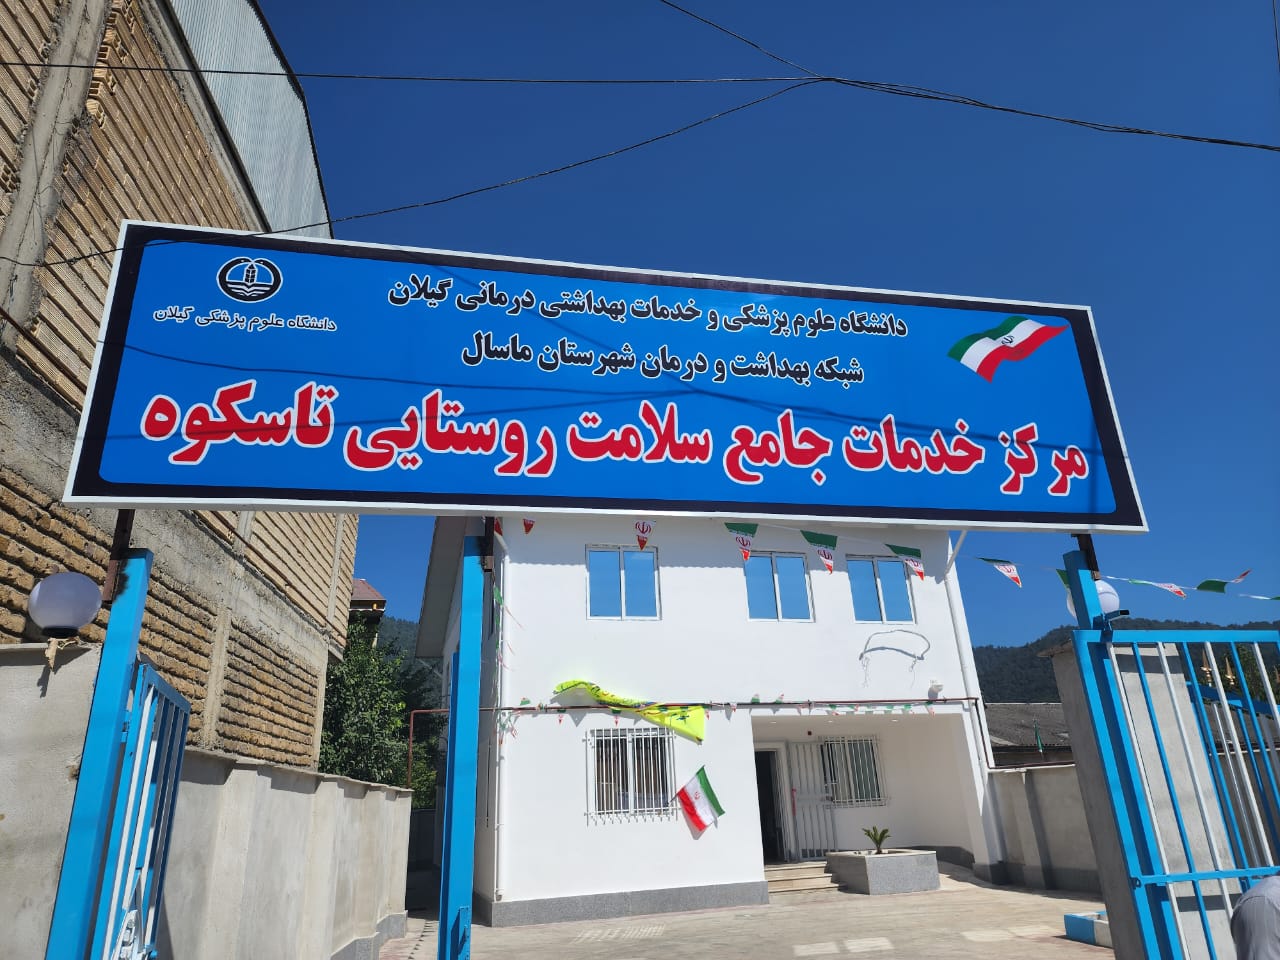 دانشگاه علوم پزشکی و خدمات بهداشتی درمانی گیلان
شبکه بهداشت و درمان شهرستان ماسال
مرکز خدمات جامع سلامت روستایی تاسکوه
دانشگاه علوم پزشکی گیلان